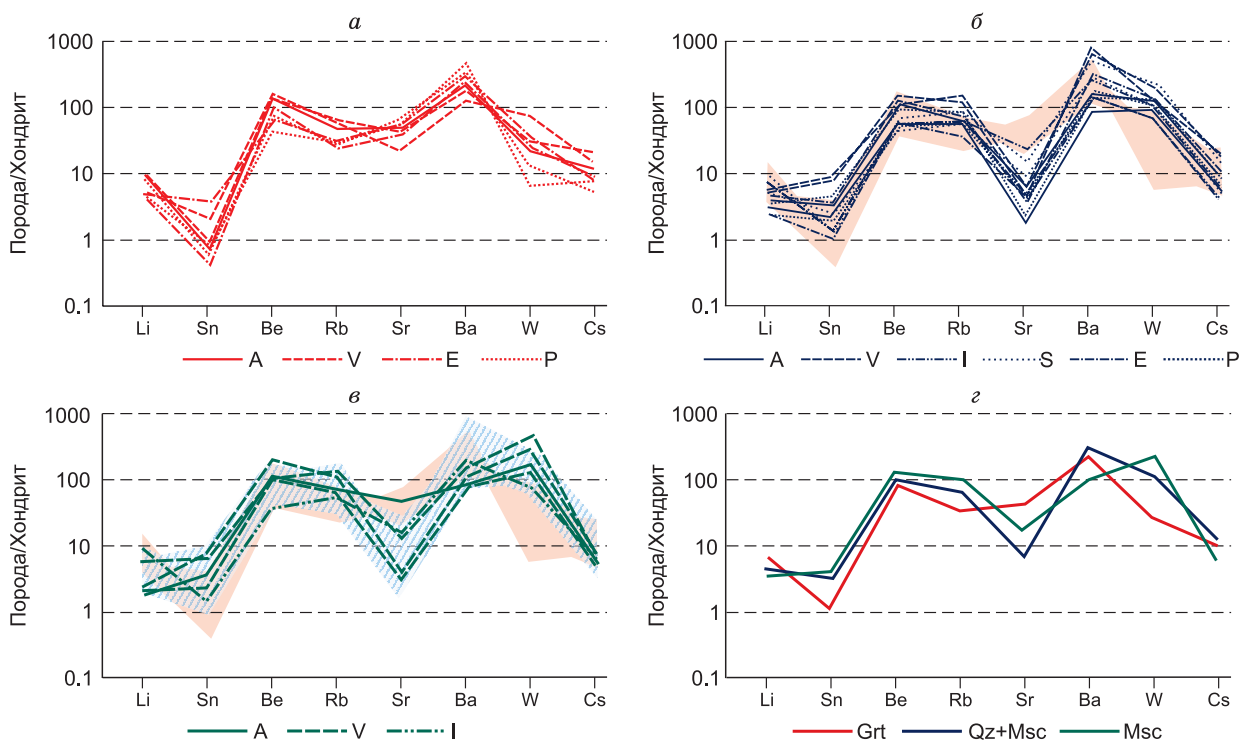 а
Порода/Хондрит
1000
100
10
1
0.1
Li Sn Be Rb Sr Ba W Cs
A V E P
б
Порода/Хондрит
1000
100
10
1
0.1
Li Sn Be Rb Sr Ba W Cs
A V I S E P
в
Порода/Хондрит
1000
100
10
1
0.1
Li Sn Be Rb Sr Ba W Cs
A V I
г
Порода/Хондрит
1000
100
10
1
0.1
Li Sn Be Rb Sr Ba W Cs
Grt Qz+Msc Msc